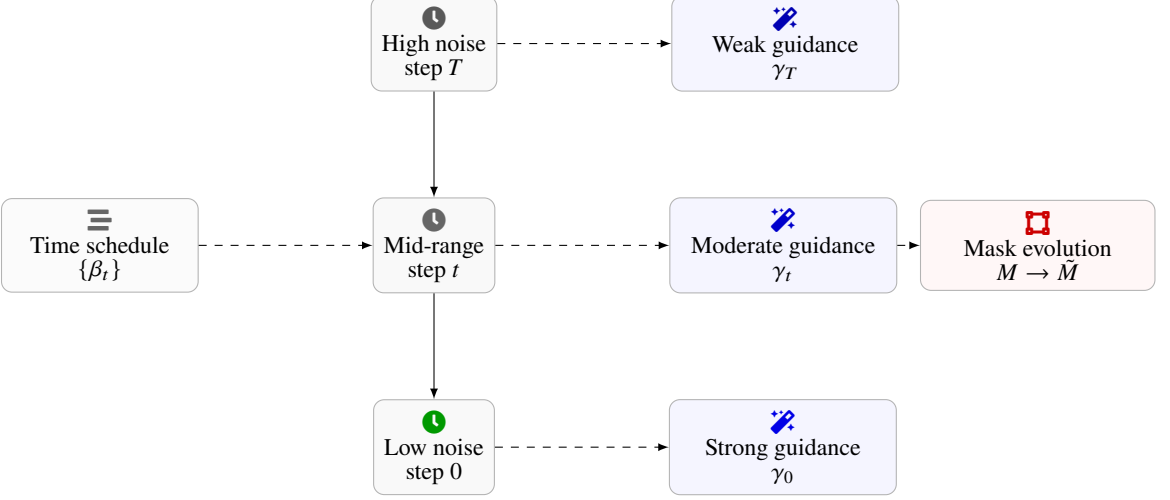 High noise
step T
Weak guidance
γ_T
Time schedule
{β_t}
Mid-range
step t
Moderate guidance
γ_t
Mask evolution
M → M̃
Low noise
step 0
Strong guidance
γ_0